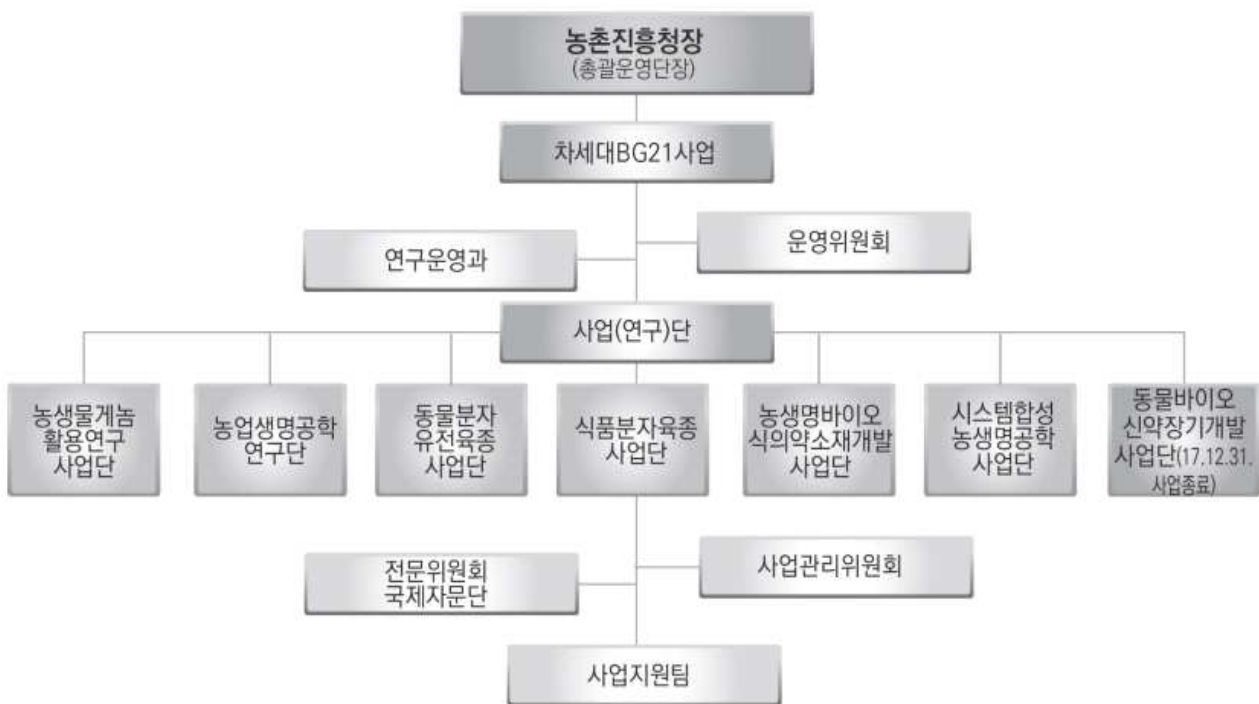 농촌진흥청장
(총괄운영단장)
차세대BG21사업
운영위원회
연구운영과
사업(연구)단
농생물게놈
활용연구
사업단
농업생명공학
연구단
동물분자
유전육종
사업단
식품분자육종
사업단
농생명바이오
식의약소재개발
사업단
시스템합성
농생명공학
사업단
동물바이오
신약장기개발
사업단(17.12.31.
사업종료)
전문위원회
국제자문단
사업관리위원회
사업지원팀